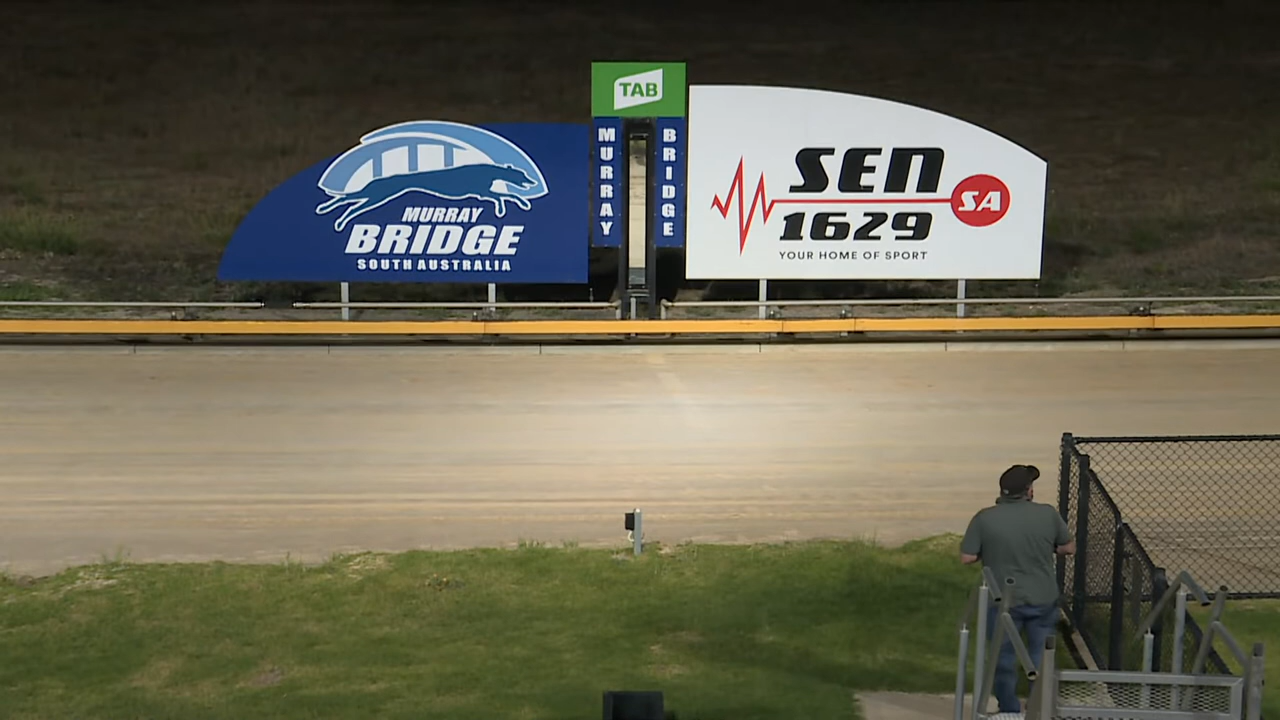 TAB
MURRAY
BRIDGE
MURRAY
BRIDGE
SOUTH AUSTRALIA
SEN
SA
1629
YOUR HOME OF SPORT